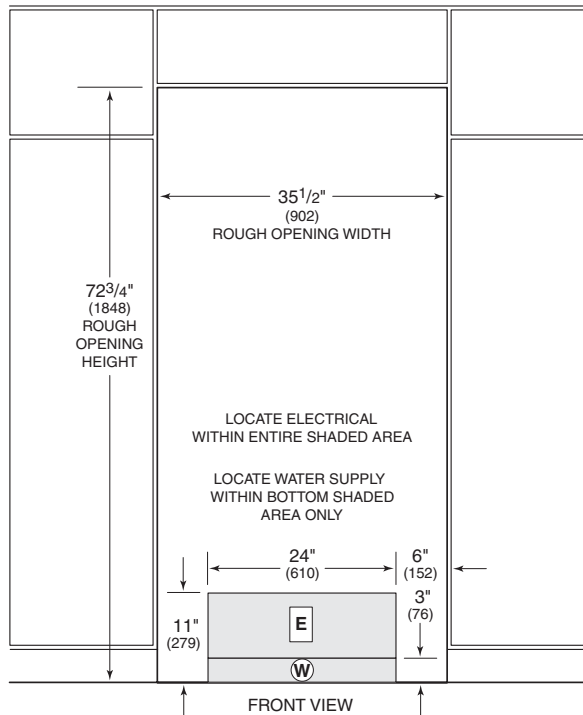 35 1/2"
(902)
ROUGH OPENING WIDTH
72 3/4"
(1848)
ROUGH
OPENING
HEIGHT
LOCATE ELECTRICAL
WITHIN ENTIRE SHADED AREA
LOCATE WATER SUPPLY
WITHIN BOTTOM SHADED
AREA ONLY
24"
(610)
6"
(152)
3"
(76)
11"
(279)
E
W
FRONT VIEW